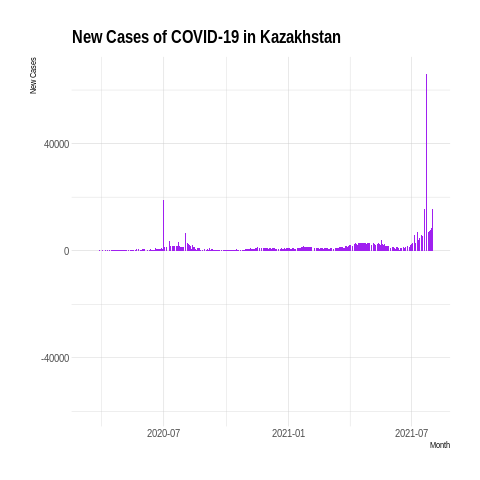 New Cases of COVID-19 in Kazakhstan
New Cases
40000
0
-40000
2020-07 2021-01 2021-07
Month